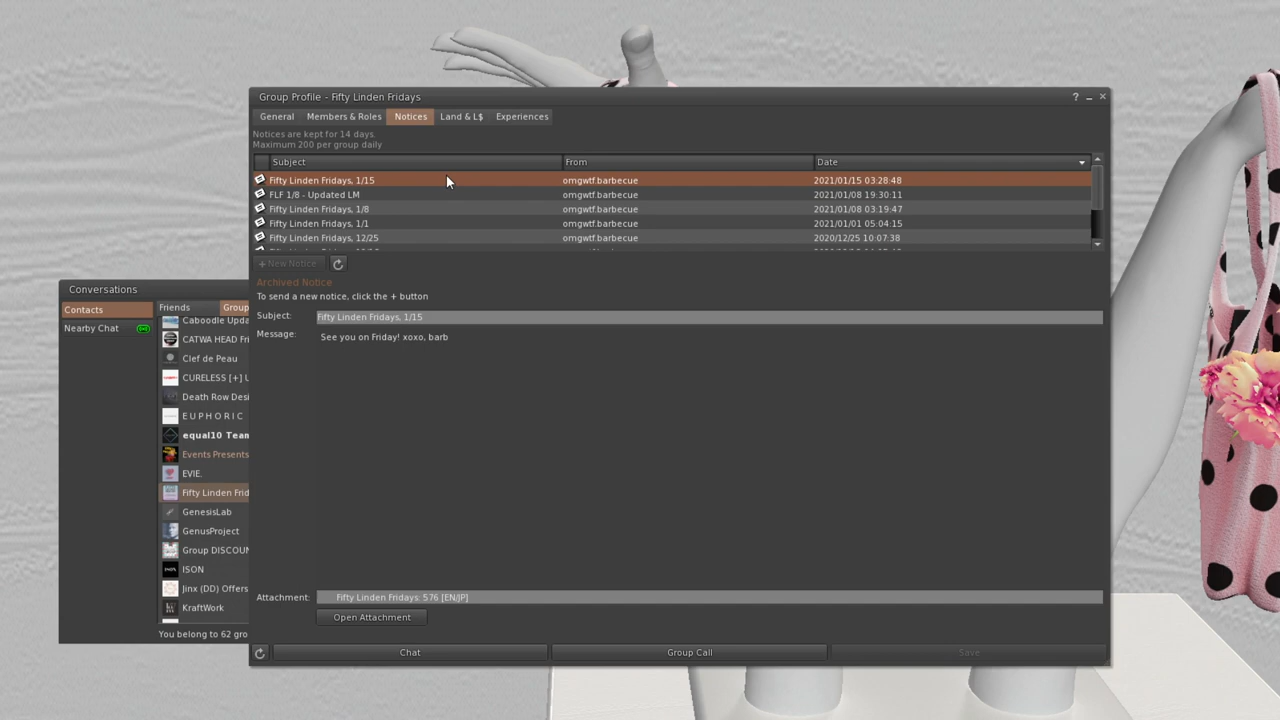 Group Profile - Fifty Linden Fridays
General Members & Roles Notices Land & L$ Experiences
Notices are kept for 14 days.
Maximum 200 per group daily
Subject From Date
Fifty Linden Fridays, 1/15 omgwtf.barbecue 2021/01/15 03:28:48
FLF 1/8 - Updated LM omgwtf.barbecue 2021/01/08 19:30:11
Fifty Linden Fridays, 1/8 omgwtf.barbecue 2021/01/08 03:19:47
Fifty Linden Fridays, 1/1 omgwtf.barbecue 2021/01/01 05:04:15
Fifty Linden Fridays, 12/25 omgwtf.barbecue 2020/12/25 10:07:38
+ New Notice
Archived Notice
To send a new notice, click the + button
Subject: Fifty Linden Fridays, 1/15
Message: See you on Friday! xoxo, barb
Attachment: Fifty Linden Fridays: 576 [EN/JP]
Open Attachment
Chat Group Call Save
Conversations
Contacts
Nearby Chat
Friends Group
Caboodle Upda
CATWA HEAD Fri
Clef de Peau
CURELESS [+] U
Death Row Desi
E U P H O R I C
equal10 Team
Events Presents
EVIE.
Fifty Linden Frid
GenesisLab
GenusProject
Group DISCOUN
ISON
Jinx (DD) Offers
KraftWork
You belong to 62 gro